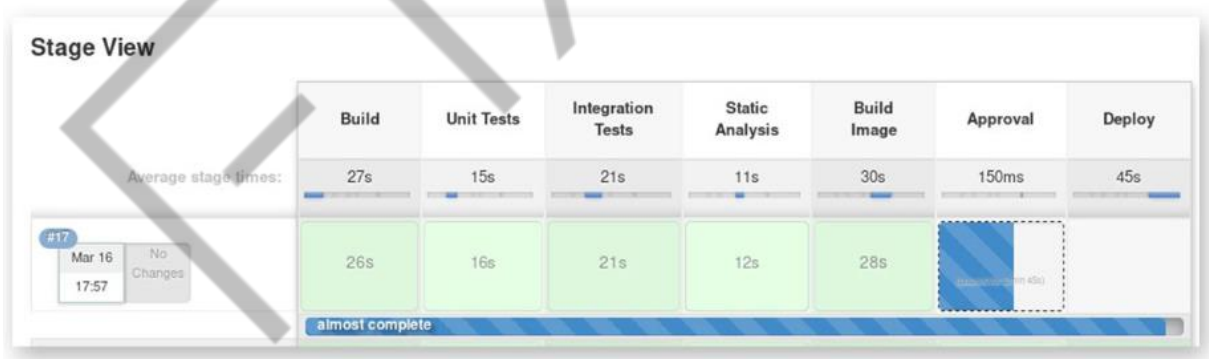 Stage View
Build
Unit Tests
Integration
Tests
Static
Analysis
Build
Image
Approval
Deploy
Average stage times:
27s
15s
21s
11s
30s
150ms
45s
#17
Mar 16
17:57
No
Changes
26s
16s
21s
12s
28s
45s)
almost complete